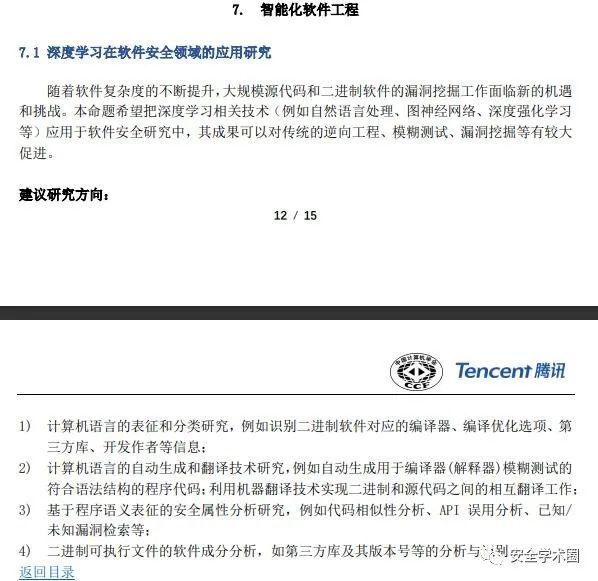 7. 智能化软件工程
7.1 深度学习在软件安全领域的应用研究
随着软件复杂度的不断提升，大规模源代码和二进制软件的漏洞挖掘工作面临新的机遇
和挑战。本命题希望把深度学习相关技术（例如自然语言处理、图神经网络、深度强化学习
等）应用于软件安全研究中，其成果可以对传统的逆向工程、模糊测试、漏洞挖掘等有较大
促进。
建议研究方向：
12 / 15
中国计算机学会
CCF
Tencent 腾讯
1) 计算机语言的表征和分类研究，例如识别二进制软件对应的编译器、编译优化选项、第
三方库、开发作者等信息；
2) 计算机语言的自动生成和翻译技术研究，例如自动生成用于编译器(解释器)模糊测试的
符合语法结构的程序代码；利用机器翻译技术实现二进制和源代码之间的相互翻译工作；
3) 基于程序语义表征的安全属性分析研究，例如代码相似性分析、API 误用分析、已知/
未知漏洞检索等；
4) 二进制可执行文件的软件成分分析，如第三方库及其版本号等的分析与识别
安全学术圈
返回目录